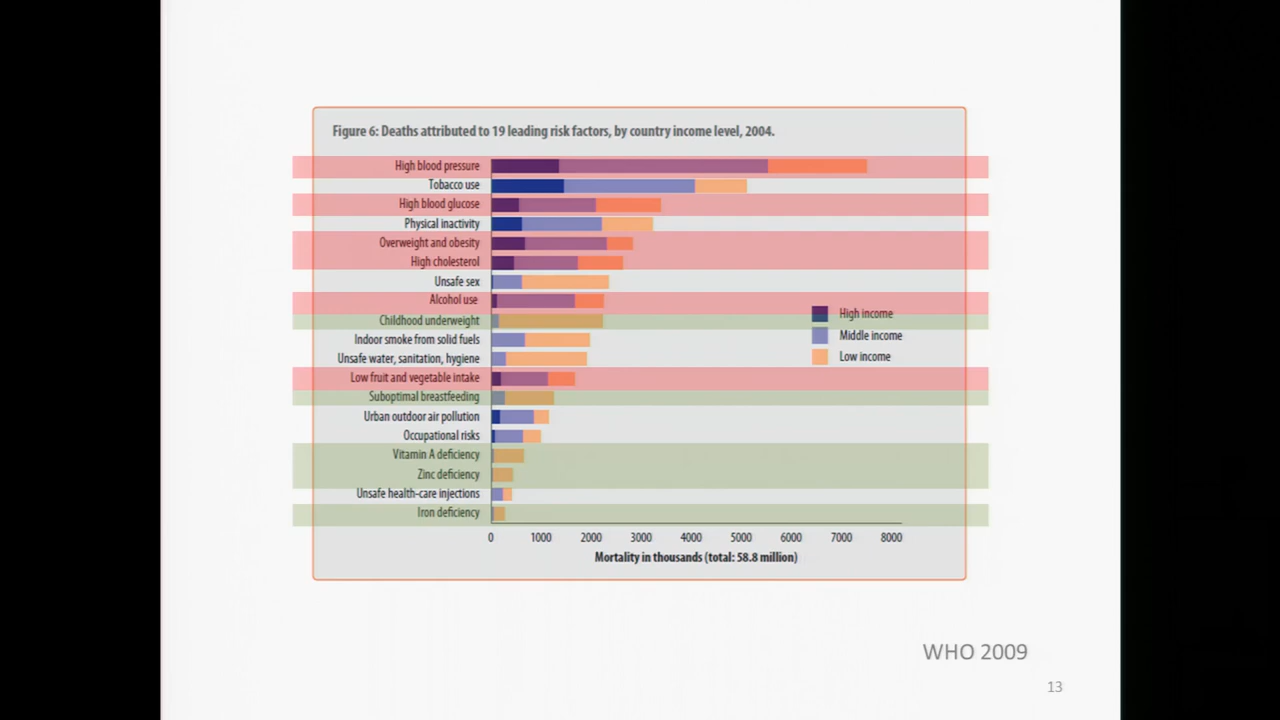 Figure 6: Deaths attributed to 19 leading risk factors, by country income level, 2004.
High blood pressure
Tobacco use
High blood glucose
Physical inactivity
Overweight and obesity
High cholesterol
Unsafe sex
Alcohol use
Childhood underweight
Indoor smoke from solid fuels
Unsafe water, sanitation, hygiene
Low fruit and vegetable intake
Suboptimal breastfeeding
Urban outdoor air pollution
Occupational risks
Vitamin A deficiency
Zinc deficiency
Unsafe health-care injections
Iron deficiency
High income
Middle income
Low income
0 1000 2000 3000 4000 5000 6000 7000 8000
Mortality in thousands (total: 58.8 million)
WHO 2009
13